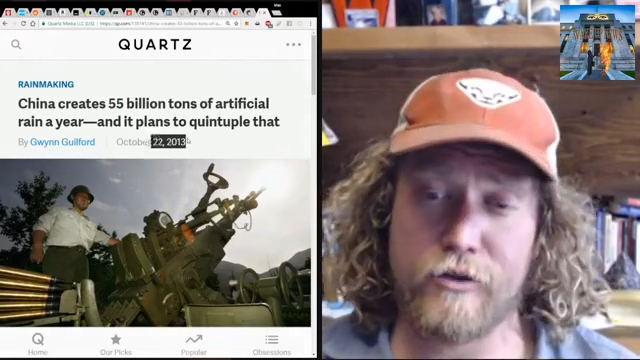 QUARTZ
RAINMAKING
China creates 55 billion tons of artificial
rain a year—and it plans to quintuple that
By Gwynn Guilford October 22, 2013
Home Our Picks Popular Obsessions